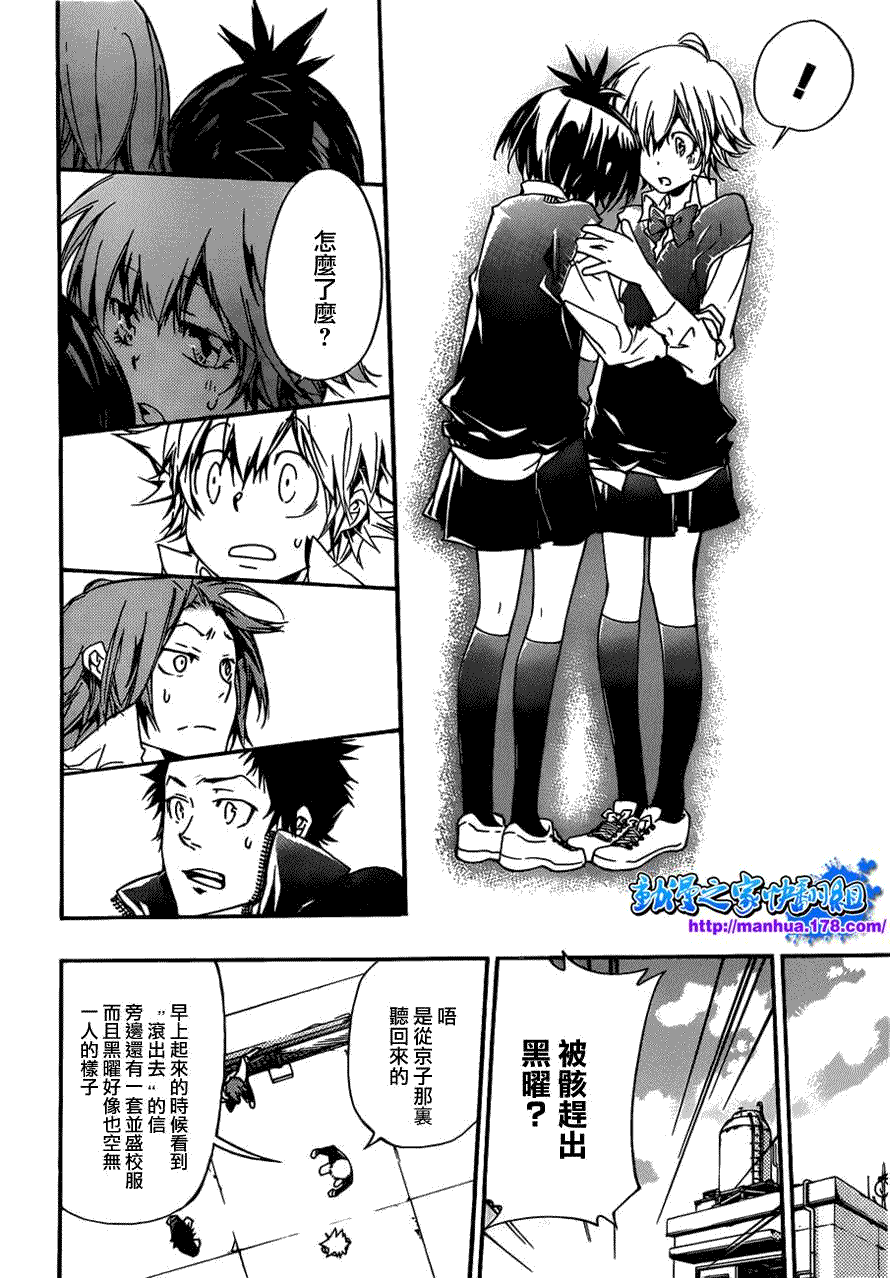 ！
怎麼了麼？
動漫之家快翻組
http://manhua.178.com/
被骸趕出
黑曜？
唔
是從京子那裏
聽回來的
早上起來的時候看到
”滾出去“的信
旁邊還有一套並盛校服
而且黑曜好像也空無
一人的樣子